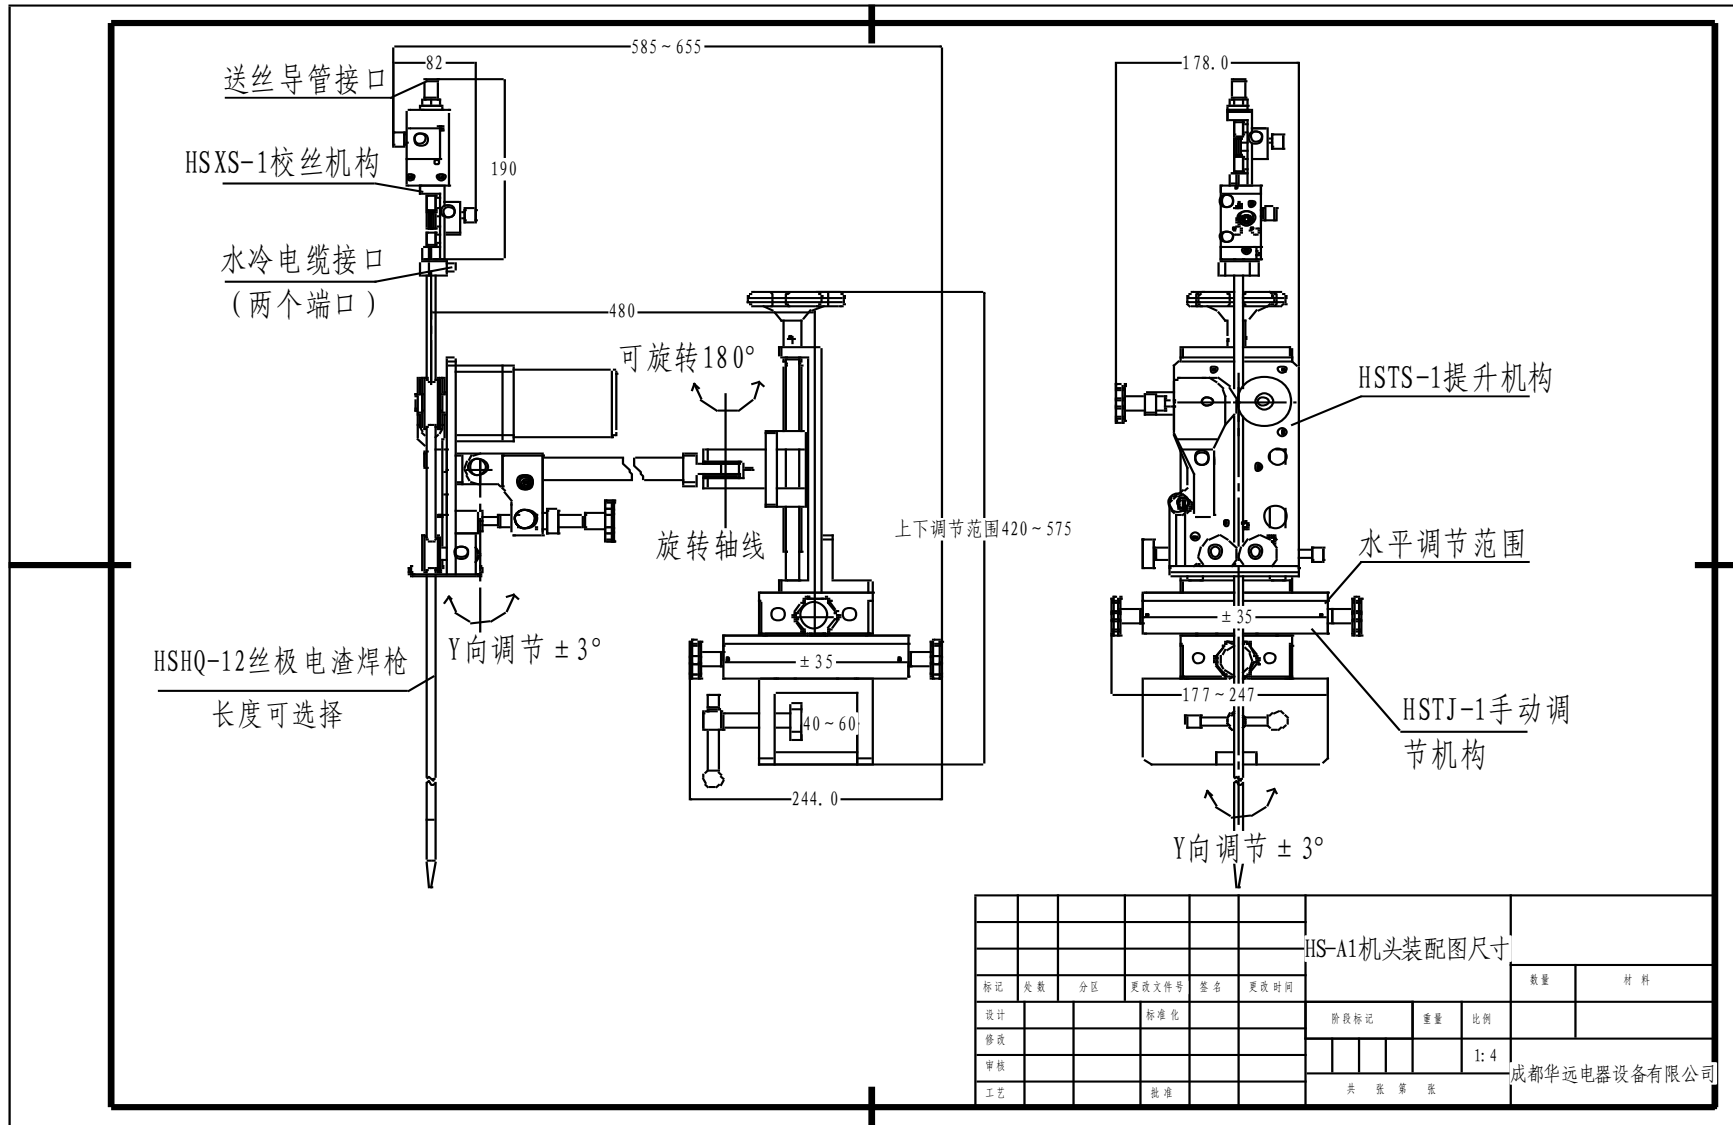 585～655
82
178.0
送丝导管接口
HSXS-1校丝机构
190
水冷电缆接口
(两个端口)
480
可旋转180°
HSTS-1提升机构
上下调节范围420～575
旋转轴线
水平调节范围
±35
Y向调节±3°
HSHQ-12丝极电渣焊枪
长度可选择
±35
177～247
40～60
HSTJ-1手动调
节机构
244.0
Y向调节±3°
HS-A1机头装配图尺寸
标记 处数 分区 更改文件号 签名 更改时间
数量 材料
设计 标准化
阶段标记 重量 比例
修改
审核
1:4
成都华远电器设备有限公司
工艺 批准
共 张 第 张